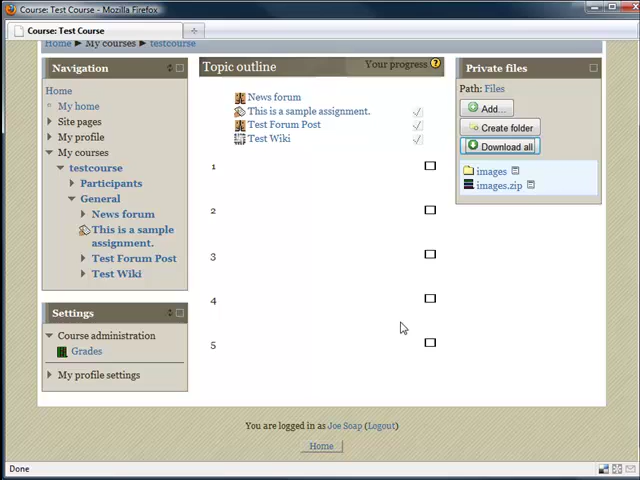 Course: Test Course - Mozilla Firefox
Course: Test Course
Home ► My courses ► testcourse
Navigation
Home
My home
Site pages
My profile
My courses
testcourse
Participants
General
News forum
This is a sample
assignment.
Test Forum Post
Test Wiki
Settings
Course administration
Grades
My profile settings
Topic outline
Your progress
News forum
This is a sample assignment.
Test Forum Post
Test Wiki
1
2
3
4
5
Private files
Path: Files
Add...
Create folder
Download all
images
images.zip
You are logged in as Joe Soap (Logout)
Home
Done